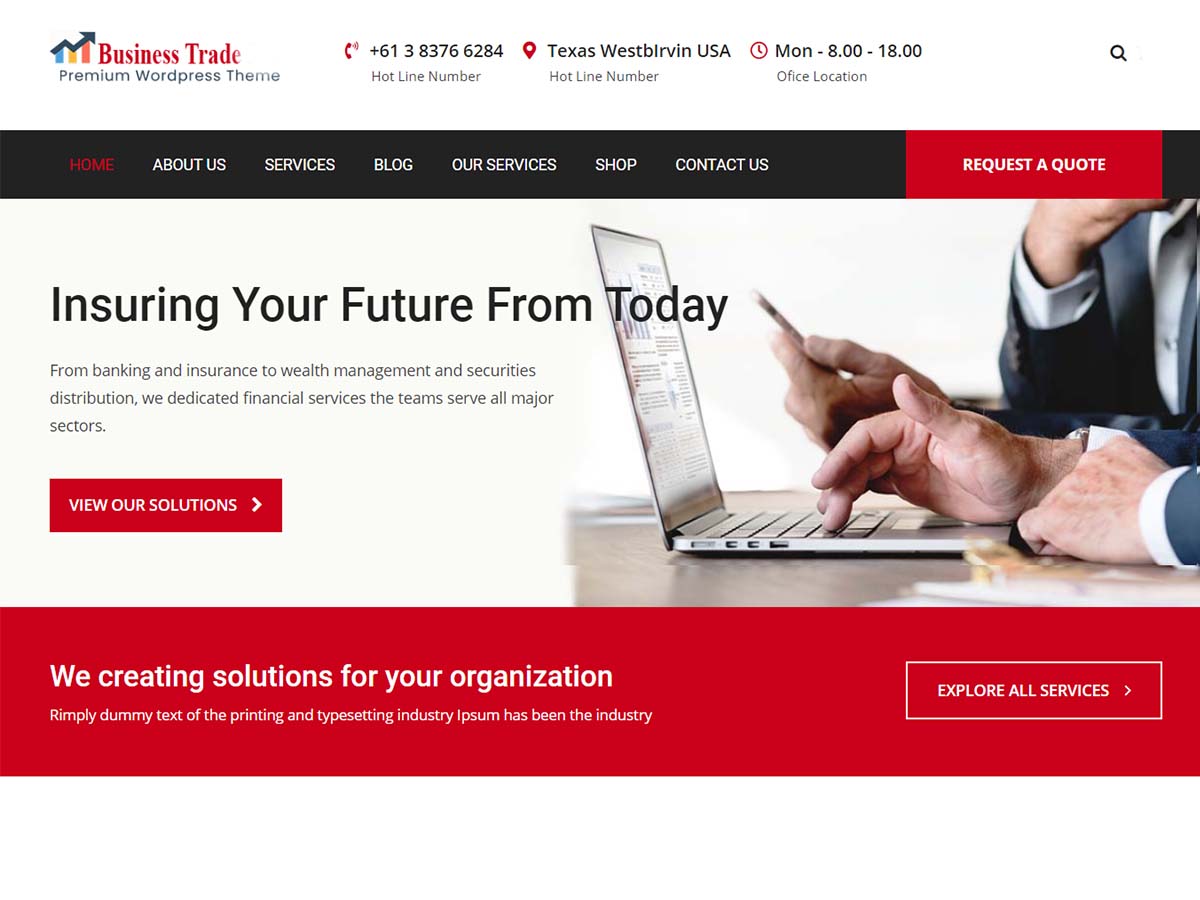 Business Trade
Premium Wordpress Theme
+61 3 8376 6284
Hot Line Number
Texas WestbIrvin USA
Hot Line Number
Mon - 8.00 - 18.00
Ofice Location
HOME ABOUT US SERVICES BLOG OUR SERVICES SHOP CONTACT US REQUEST A QUOTE
Insuring Your Future From Today
From banking and insurance to wealth management and securities
distribution, we dedicated financial services the teams serve all major
sectors.
VIEW OUR SOLUTIONS
We creating solutions for your organization
Rimply dummy text of the printing and typesetting industry Ipsum has been the industry
EXPLORE ALL SERVICES